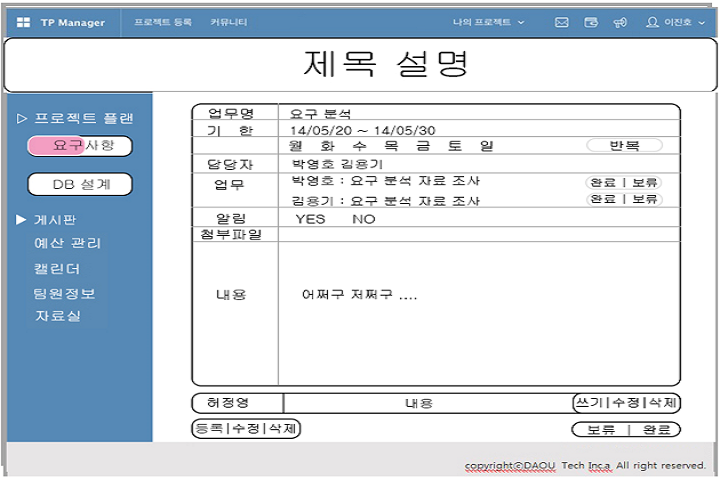 TP Manager 프로젝트 등록 커뮤니티 나의 프로젝트 이진호
제목 설명
▷ 프로젝트 플랜
요구사항
DB 설계
▶ 게시판
예산 관리
캘린더
팀원정보
자료실
업무명 요구 분석
기 한 14/05/20 ~ 14/05/30
월 화 수 목 금 토 일 반목
담당자 박영호 김용기
업무 박영호 : 요구 분석 자료 조사 완료 | 보류
김용기 : 요구 분석 자료 조사 완료 | 보류
알림 YES NO
첨부파일
내용 어쩌구 저쩌구 ....
허정영 내용 쓰기|수정|삭제
등록|수정|삭제 보류 | 완료
copyrightⓒDAOU Tech Inc.a All right reserved.